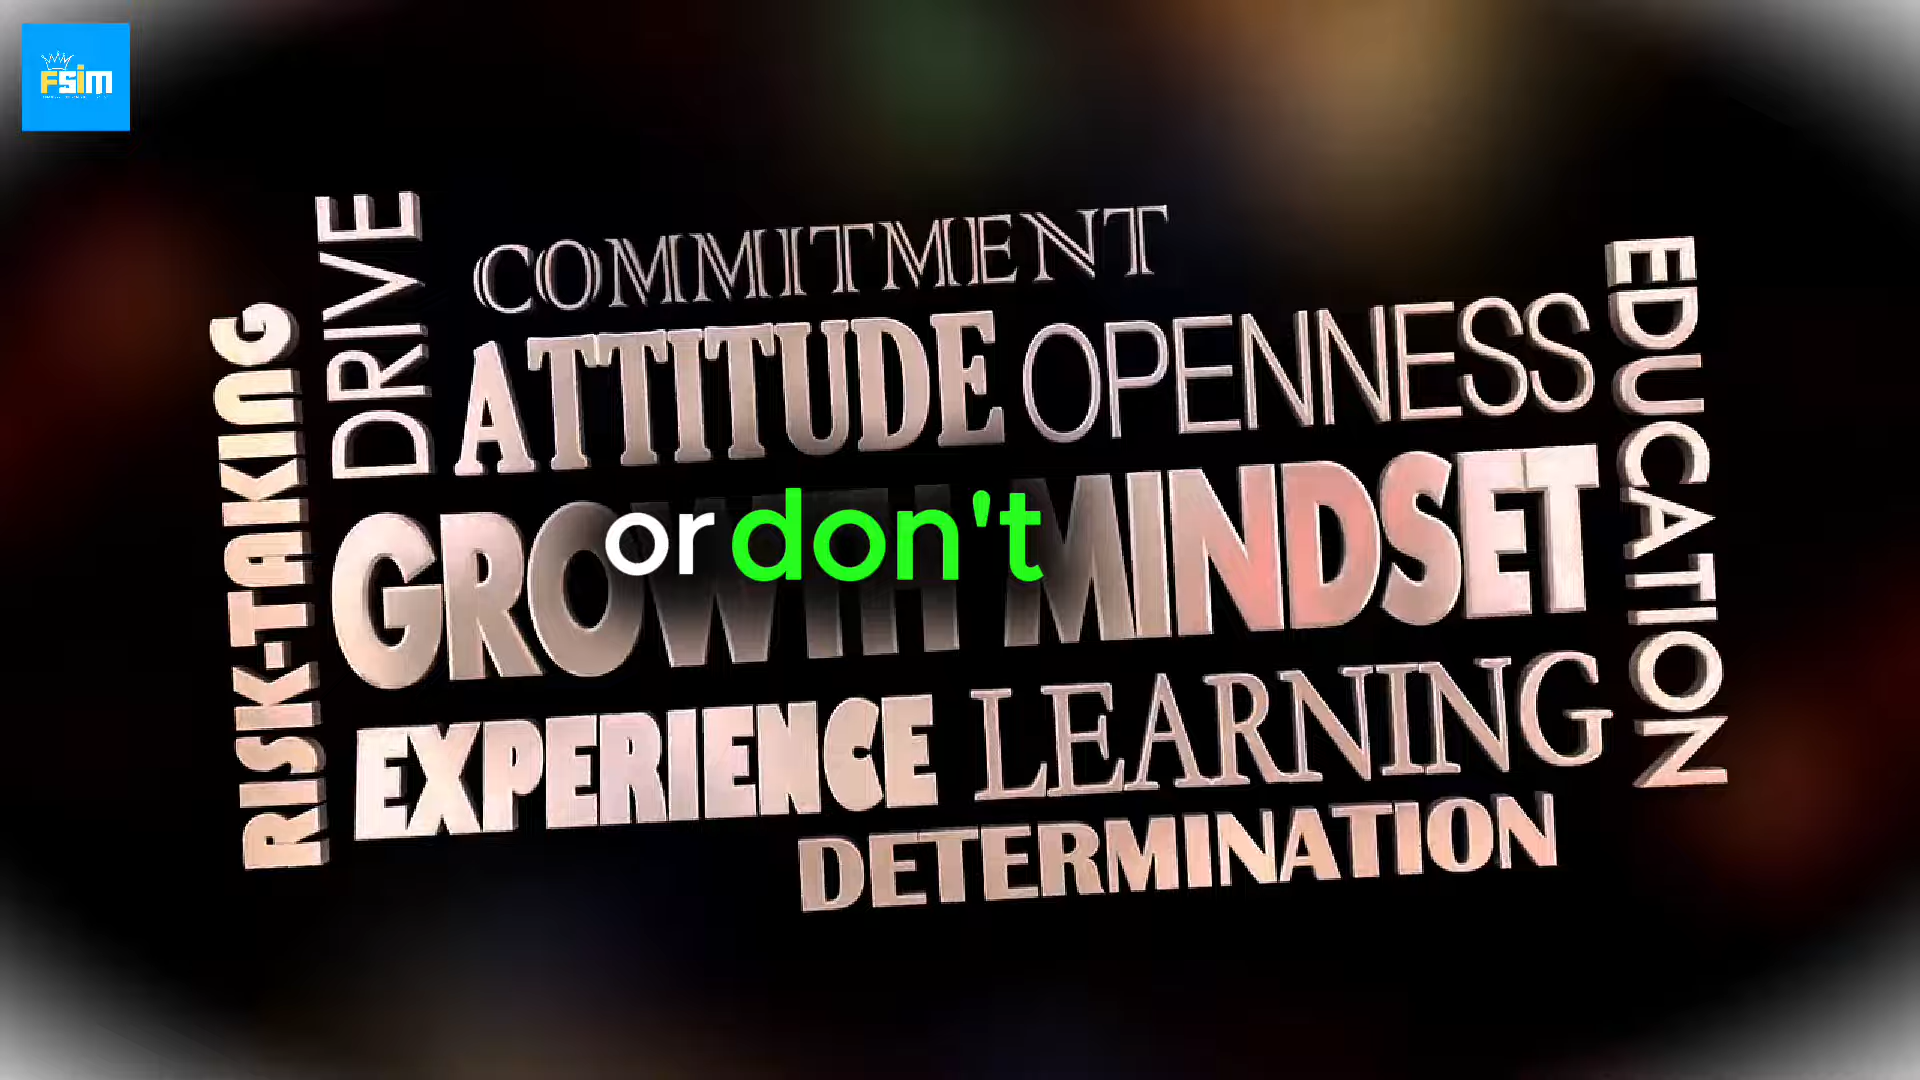 FSIM
DRIVE
COMMITMENT
RISK-TAKING
ATTITUDE OPENNESS
EDUCATION
GROWTH MINDSET
or don't
EXPERIENCE LEARNING
DETERMINATION